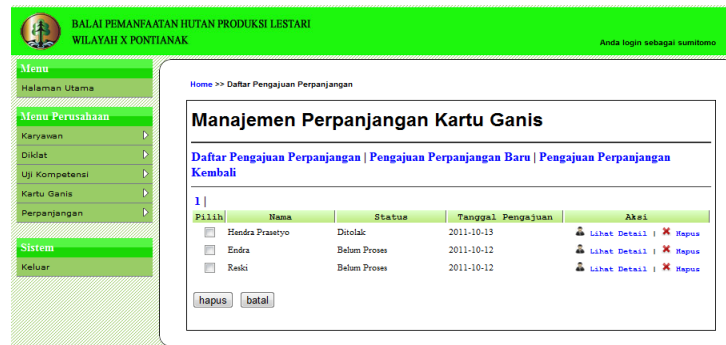 BALAI PEMANFAATAN HUTAN PRODUKSI LESTARI
WILAYAH X PONTIANAK
Anda login sebagai sumitomo
Menu
Halaman Utama
Menu Perusahaan
Karyawan
Diklat
Uji Kompetensi
Kartu Ganis
Perpanjangan
Sistem
Keluar
Home >> Daftar Pengajuan Perpanjangan
Manajemen Perpanjangan Kartu Ganis
Daftar Pengajuan Perpanjangan | Pengajuan Perpanjangan Baru | Pengajuan Perpanjangan
Kembali
1 |
Pilih Nama Status Tanggal Pengajuan Aksi
Hendra Prasetyo Ditolak 2011-10-13 Lihat Detail | Hapus
Endra Belum Proses 2011-10-12 Lihat Detail | Hapus
Reski Belum Proses 2011-10-12 Lihat Detail | Hapus
hapus batal